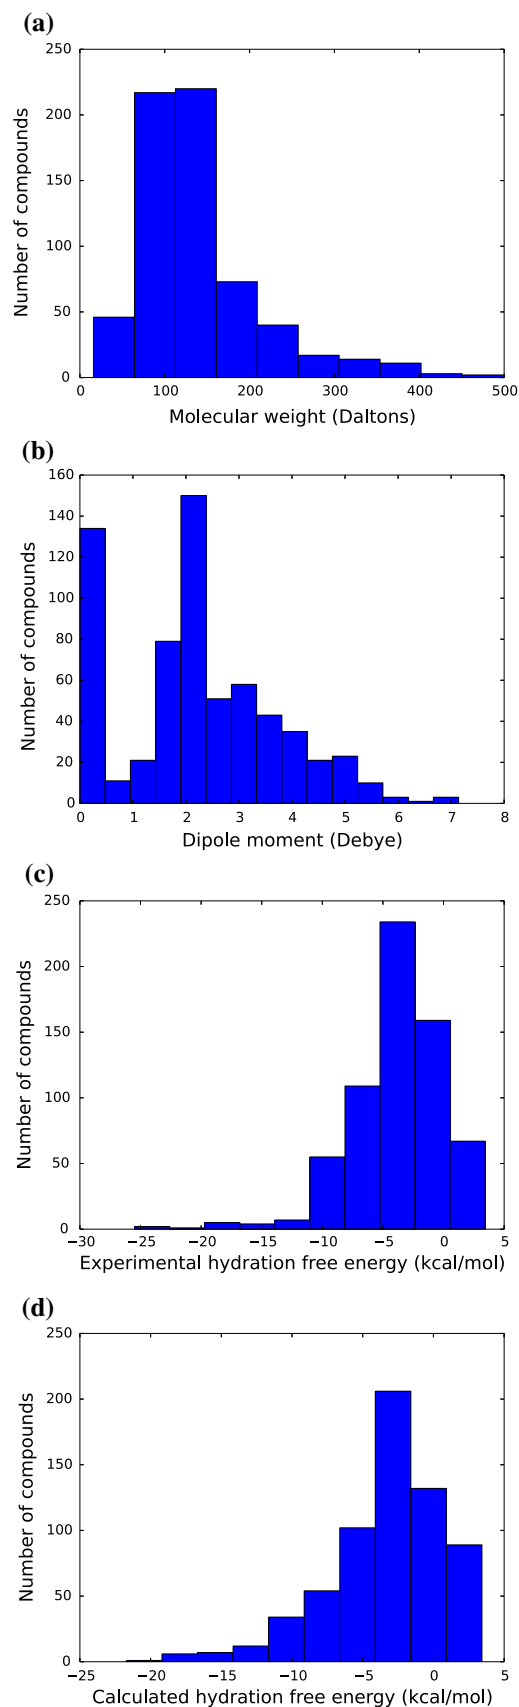 (a)
250
200
150
100
50
0
Number of compounds
0 100 200 300 400 500
Molecular weight (Daltons)
(b)
160
140
120
100
80
60
40
20
0
Number of compounds
0 1 2 3 4 5 6 7 8
Dipole moment (Debye)
(c)
250
200
150
100
50
0
Number of compounds
−30 −25 −20 −15 −10 −5 0 5
Experimental hydration free energy (kcal/mol)
(d)
250
200
150
100
50
0
Number of compounds
−25 −20 −15 −10 −5 0 5
Calculated hydration free energy (kcal/mol)